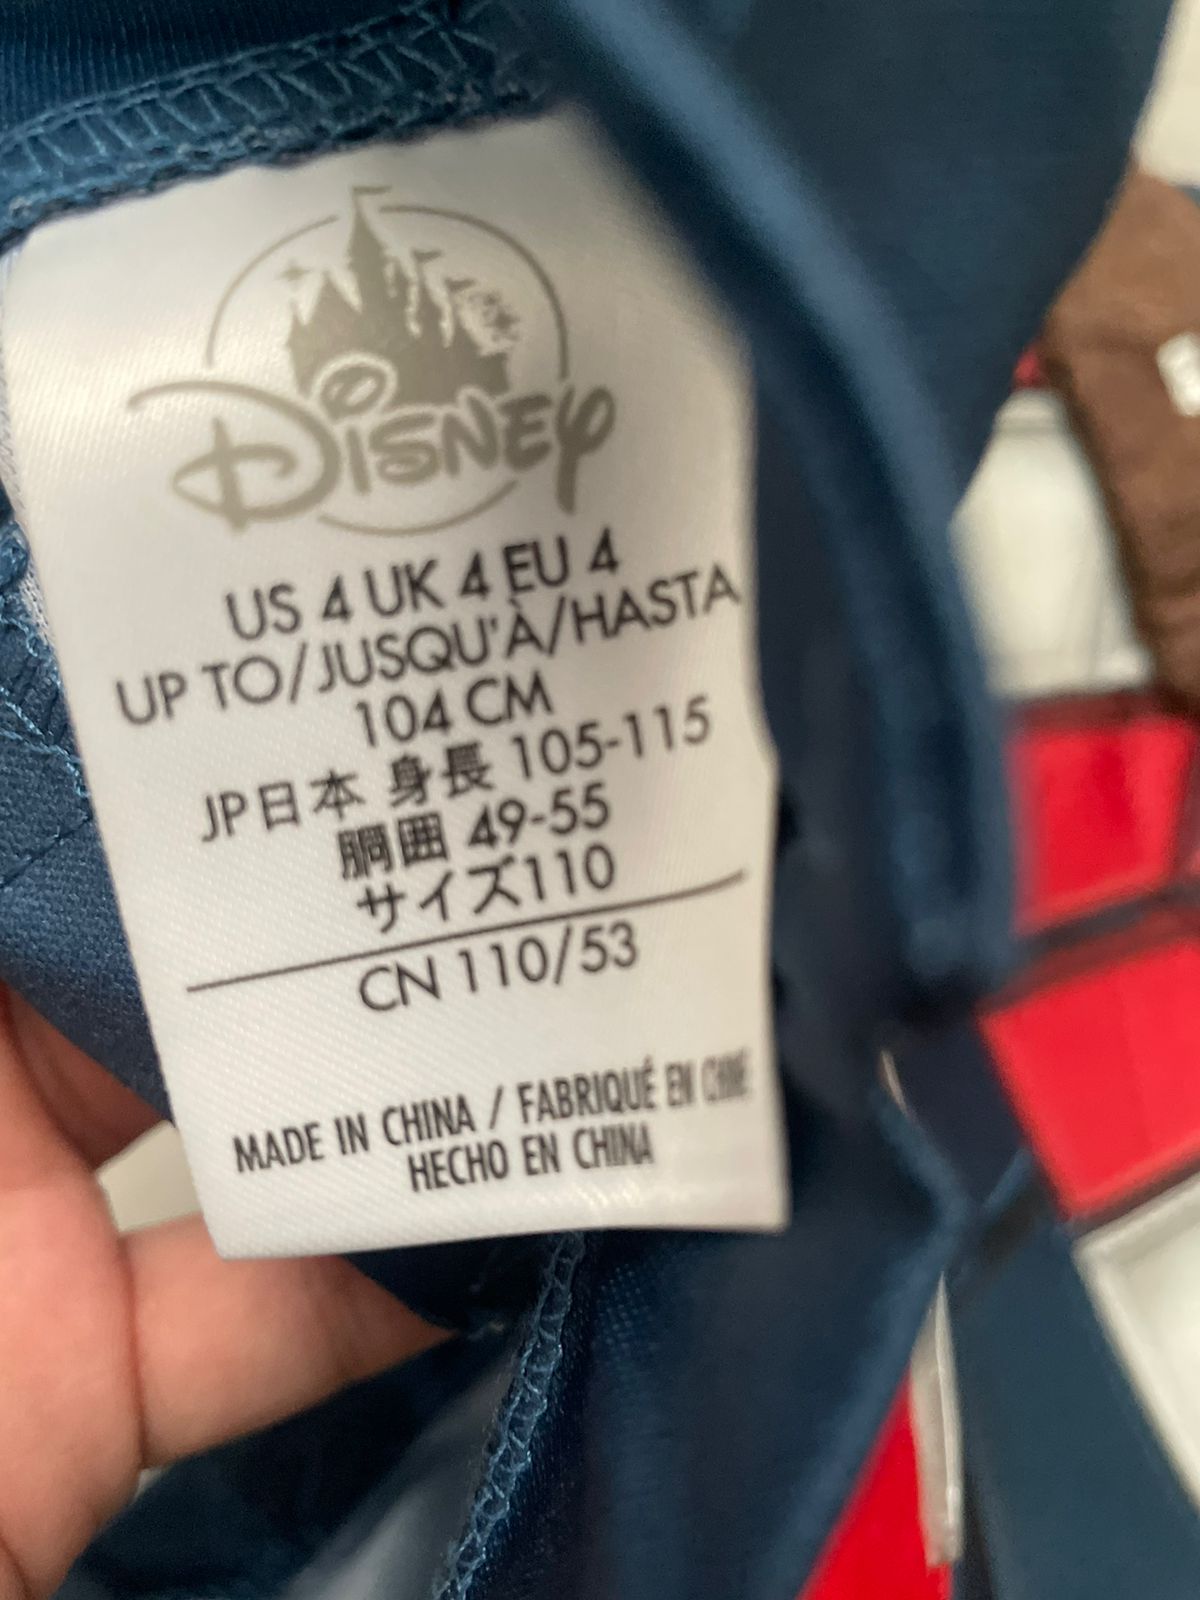 Disney
US 4 UK 4 EU 4
UP TO/JUSQU'À/HASTA
104 CM
JP日本 身長 105-115
胴囲 49-55
サイズ110
CN 110/53
MADE IN CHINA / FABRIQUÉ EN CHINE
HECHO EN CHINA